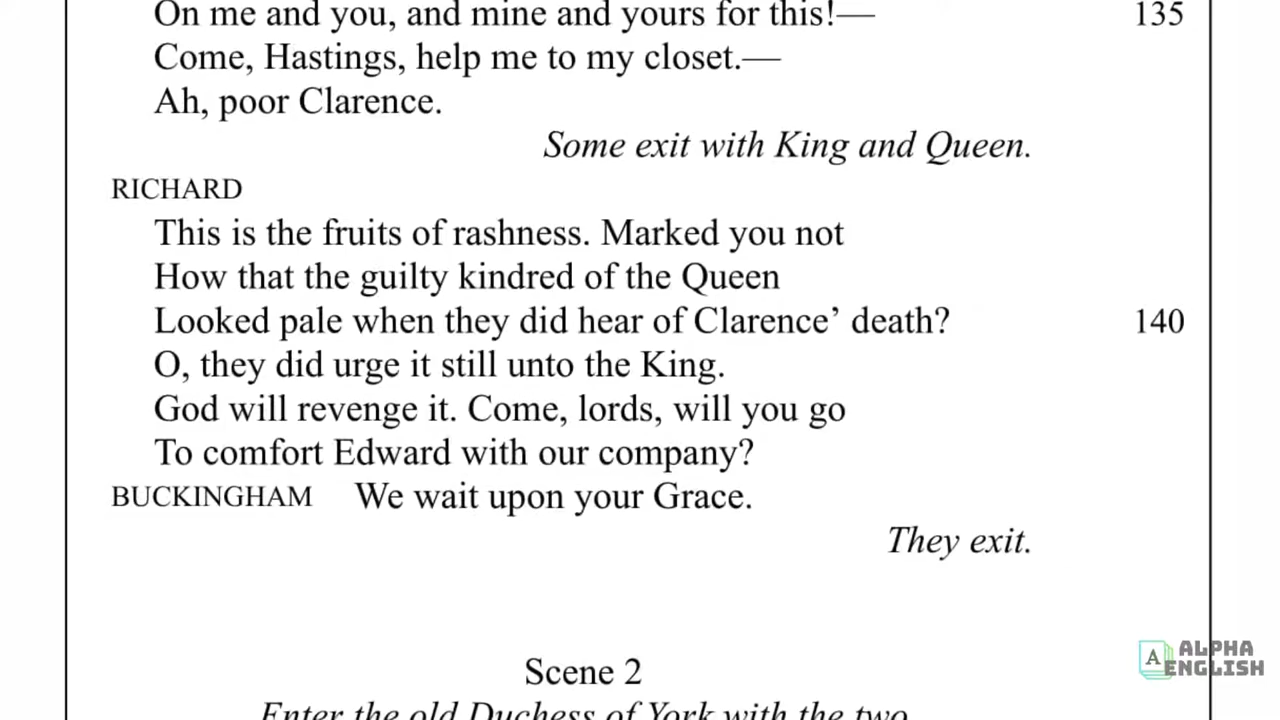 On me and you, and mine and yours for this!— 135
Come, Hastings, help me to my closet.—
Ah, poor Clarence.
Some exit with King and Queen.
RICHARD
This is the fruits of rashness. Marked you not
How that the guilty kindred of the Queen
Looked pale when they did hear of Clarence’ death? 140
O, they did urge it still unto the King.
God will revenge it. Come, lords, will you go
To comfort Edward with our company?
BUCKINGHAM We wait upon your Grace.
They exit.
Scene 2
Enter the old Duchess of York with the two
A ALPHA
ENGLISH